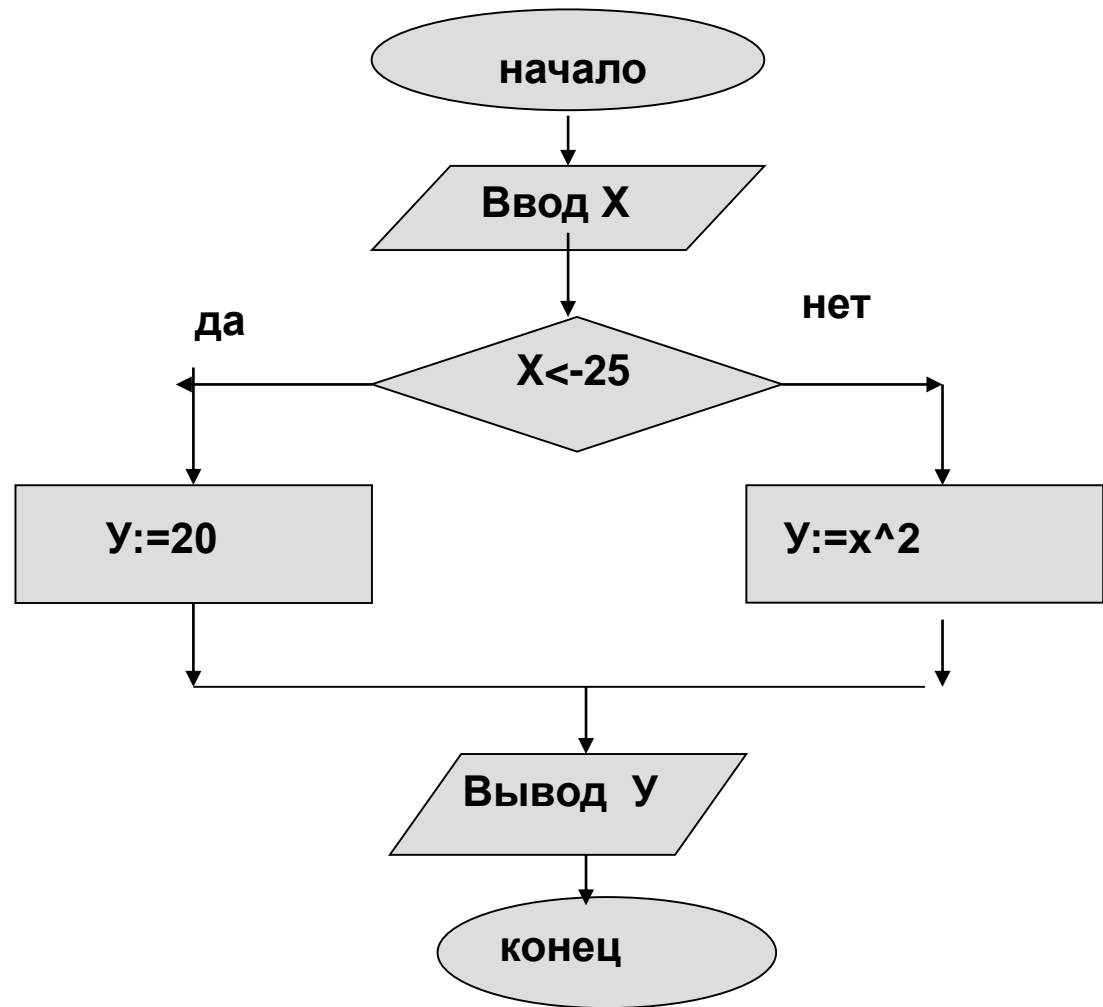 начало
Ввод X
да
нет
X<-25
У:=20
У:=x^2
Вывод У
конец